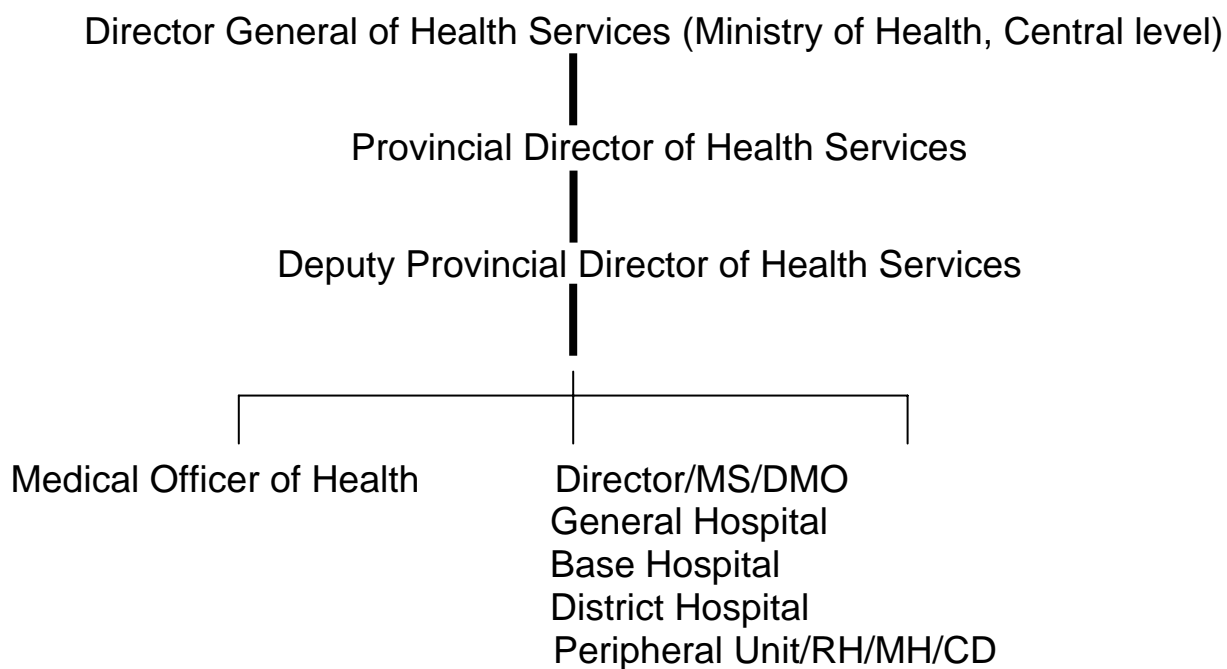 Director General of Health Services (Ministry of Health, Central level)
Provincial Director of Health Services
Deputy Provincial Director of Health Services
Medical Officer of Health
Director/MS/DMO
General Hospital
Base Hospital
District Hospital
Peripheral Unit/RH/MH/CD